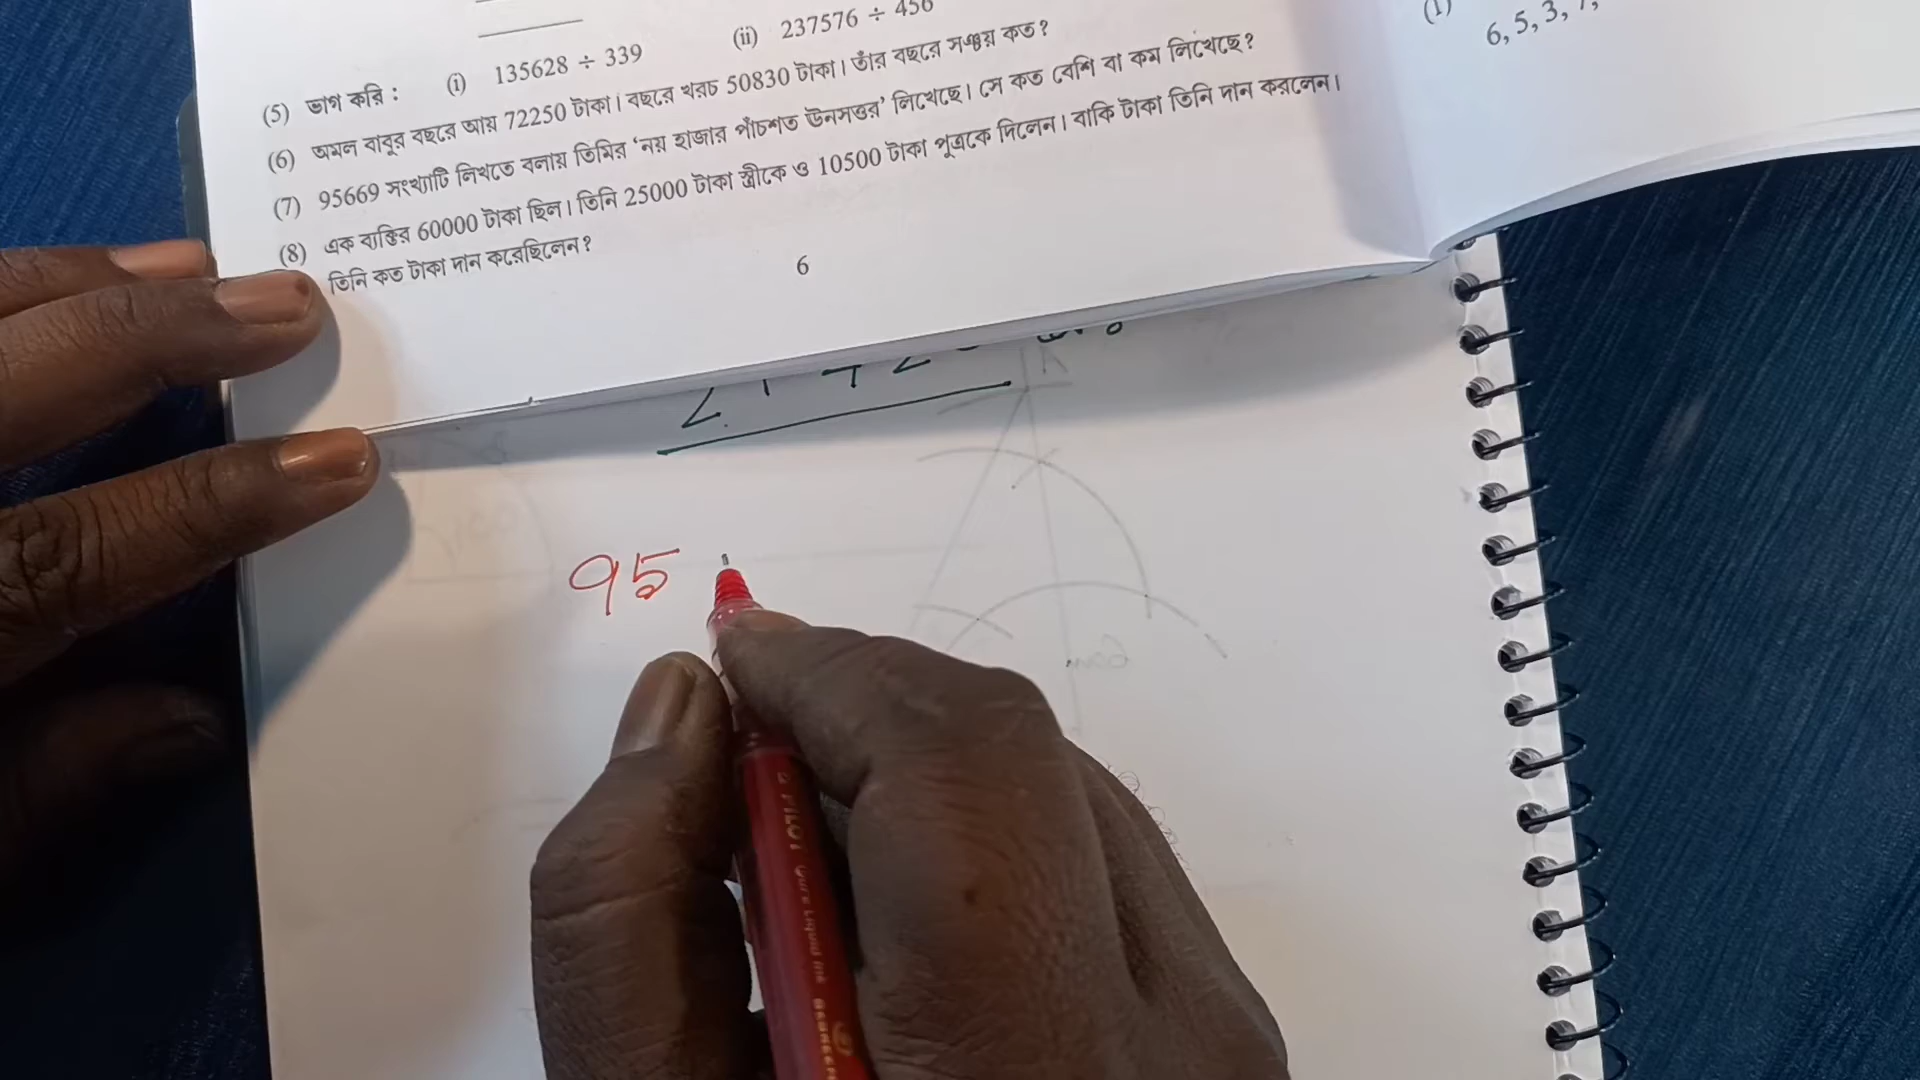 (5) ভাগ করি : (i) 135628 ÷ 339 (ii) 237576 ÷ 456
(6) অমল বাবুর বছরে আয় 72250 টাকা। বছরে খরচ 50830 টাকা। তাঁর বছরে সঞ্চয় কত?
(7) 95669 সংখ্যাটি লিখতে বলায় তিমির ‘নয় হাজার পাঁচশত ঊনসত্তর’ লিখেছে। সে কত বেশি বা কম লিখেছে?
(8) এক ব্যক্তির 60000 টাকা ছিল। তিনি 25000 টাকা স্ত্রীকে ও 10500 টাকা পুত্রকে দিলেন। বাকি টাকা তিনি দান করলেন।
তিনি কত টাকা দান করেছিলেন?
6
(1)
6, 5, 3,
95
PILOT